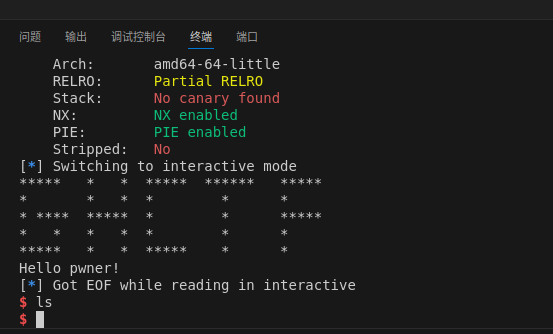 问题 输出 调试控制台 终端 端口
    Arch:       amd64-64-little
    RELRO:      Partial RELRO
    Stack:      No canary found
    NX:         NX enabled
    PIE:        PIE enabled
    Stripped:   No
[*] Switching to interactive mode
*****   *   *  *****  ******   *****
*       *   *  *        *      *
* ****  *****  *        *      *****
*   *   *   *  *        *      *
*****   *   *  *****    *      *
Hello pwner!
[*] Got EOF while reading in interactive
$ ls
$